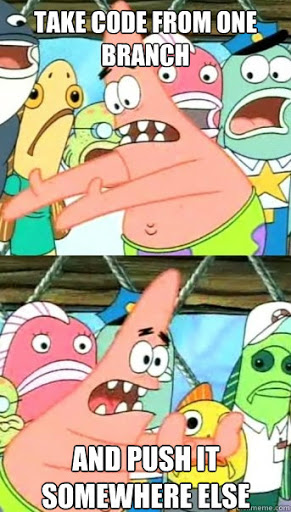 TAKE CODE FROM ONE
BRANCH
AND PUSH IT
SOMEWHERE ELSE